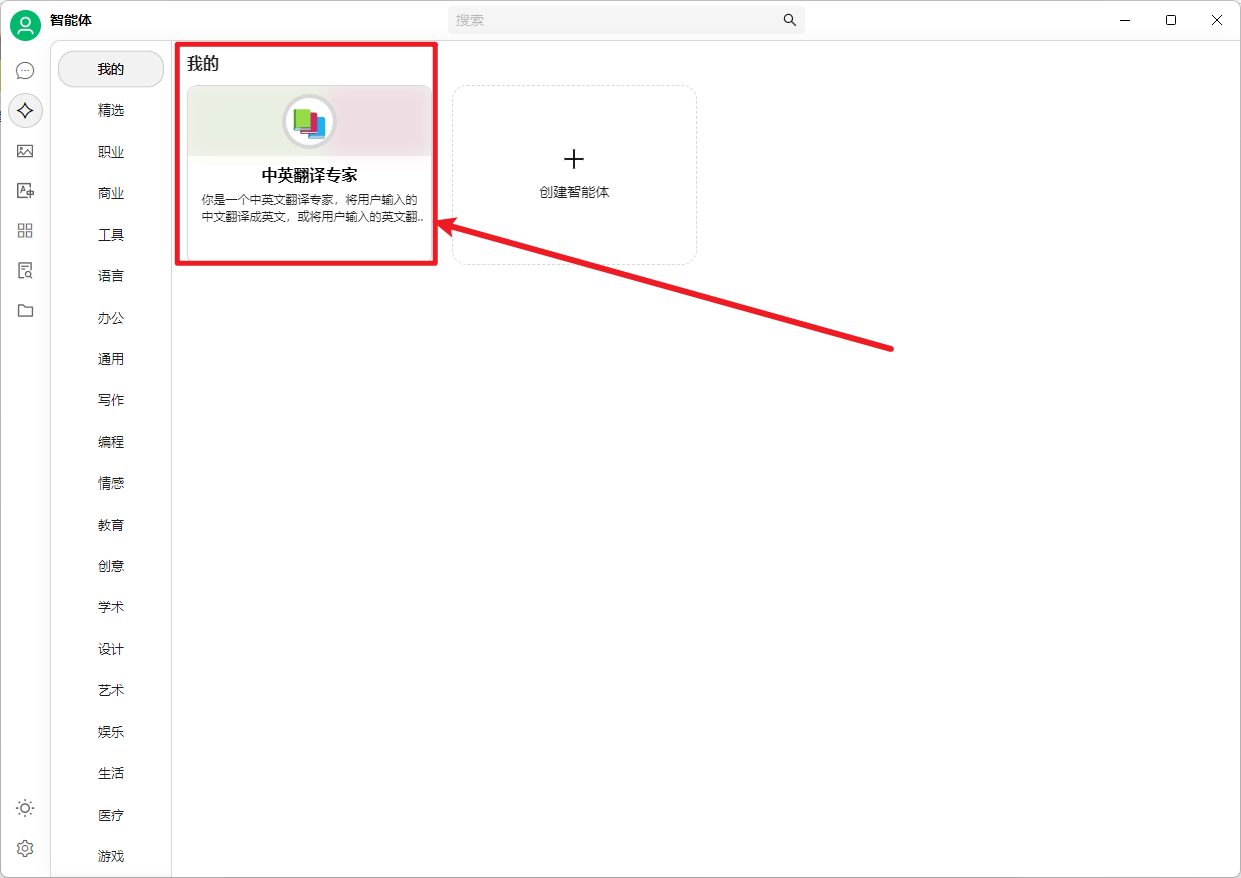 智能体
搜索
我的
精选
职业
商业
工具
语言
办公
通用
写作
编程
情感
教育
创意
学术
设计
艺术
娱乐
生活
医疗
游戏
我的
中英翻译专家
你是一个中英文翻译专家，将用户输入的
中文翻译成英文，或将用户输入的英文翻..
创建智能体